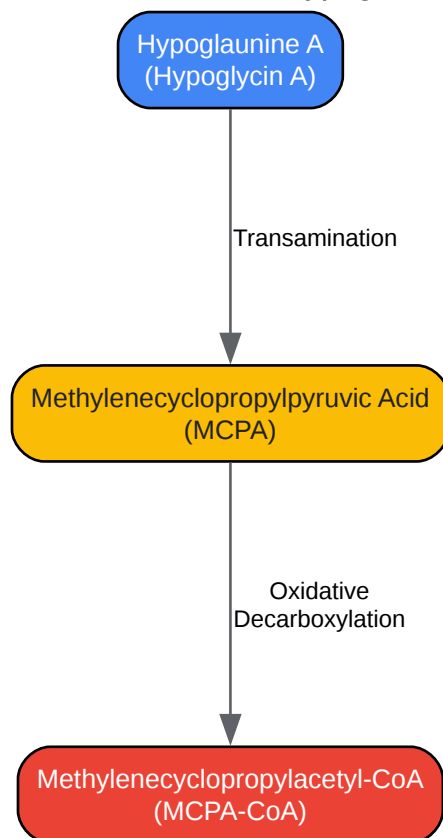 Hypoglaunine A
(Hypoglycin A)
Transamination
Methylenecyclopropylpyruvic Acid
(MCPA)
Oxidative
Decarboxylation
Methylenecyclopropylacetyl-CoA
(MCPA-CoA)